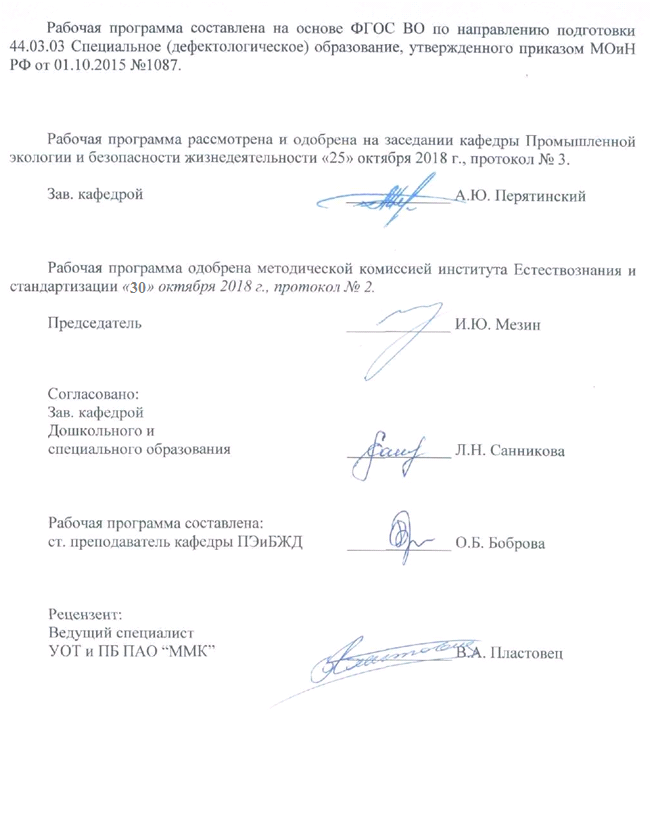 Рабочая программа составлена на основе ФГОС ВО по направлению подготовки
44.03.03 Специальное (дефектологическое) образование, утвержденного приказом МОиН
РФ от 01.10.2015 №1087.
Рабочая программа рассмотрена и одобрена на заседании кафедры Промышленной
экологии и безопасности жизнедеятельности «25» октября 2018 г., протокол № 3.
Зав. кафедрой А.Ю. Перятинский
Рабочая программа одобрена методической комиссией института Естествознания и
стандартизации «30» октября 2018 г., протокол № 2.
Председатель И.Ю. Мезин
Согласовано:
Зав. кафедрой
Дошкольного и
специального образования Л.Н. Санникова
Рабочая программа составлена:
ст. преподаватель кафедры ПЭиБЖД О.Б. Боброва
Рецензент:
Ведущий специалист
УОТ и ПБ ПАО “ММК” В.А. Пластовец